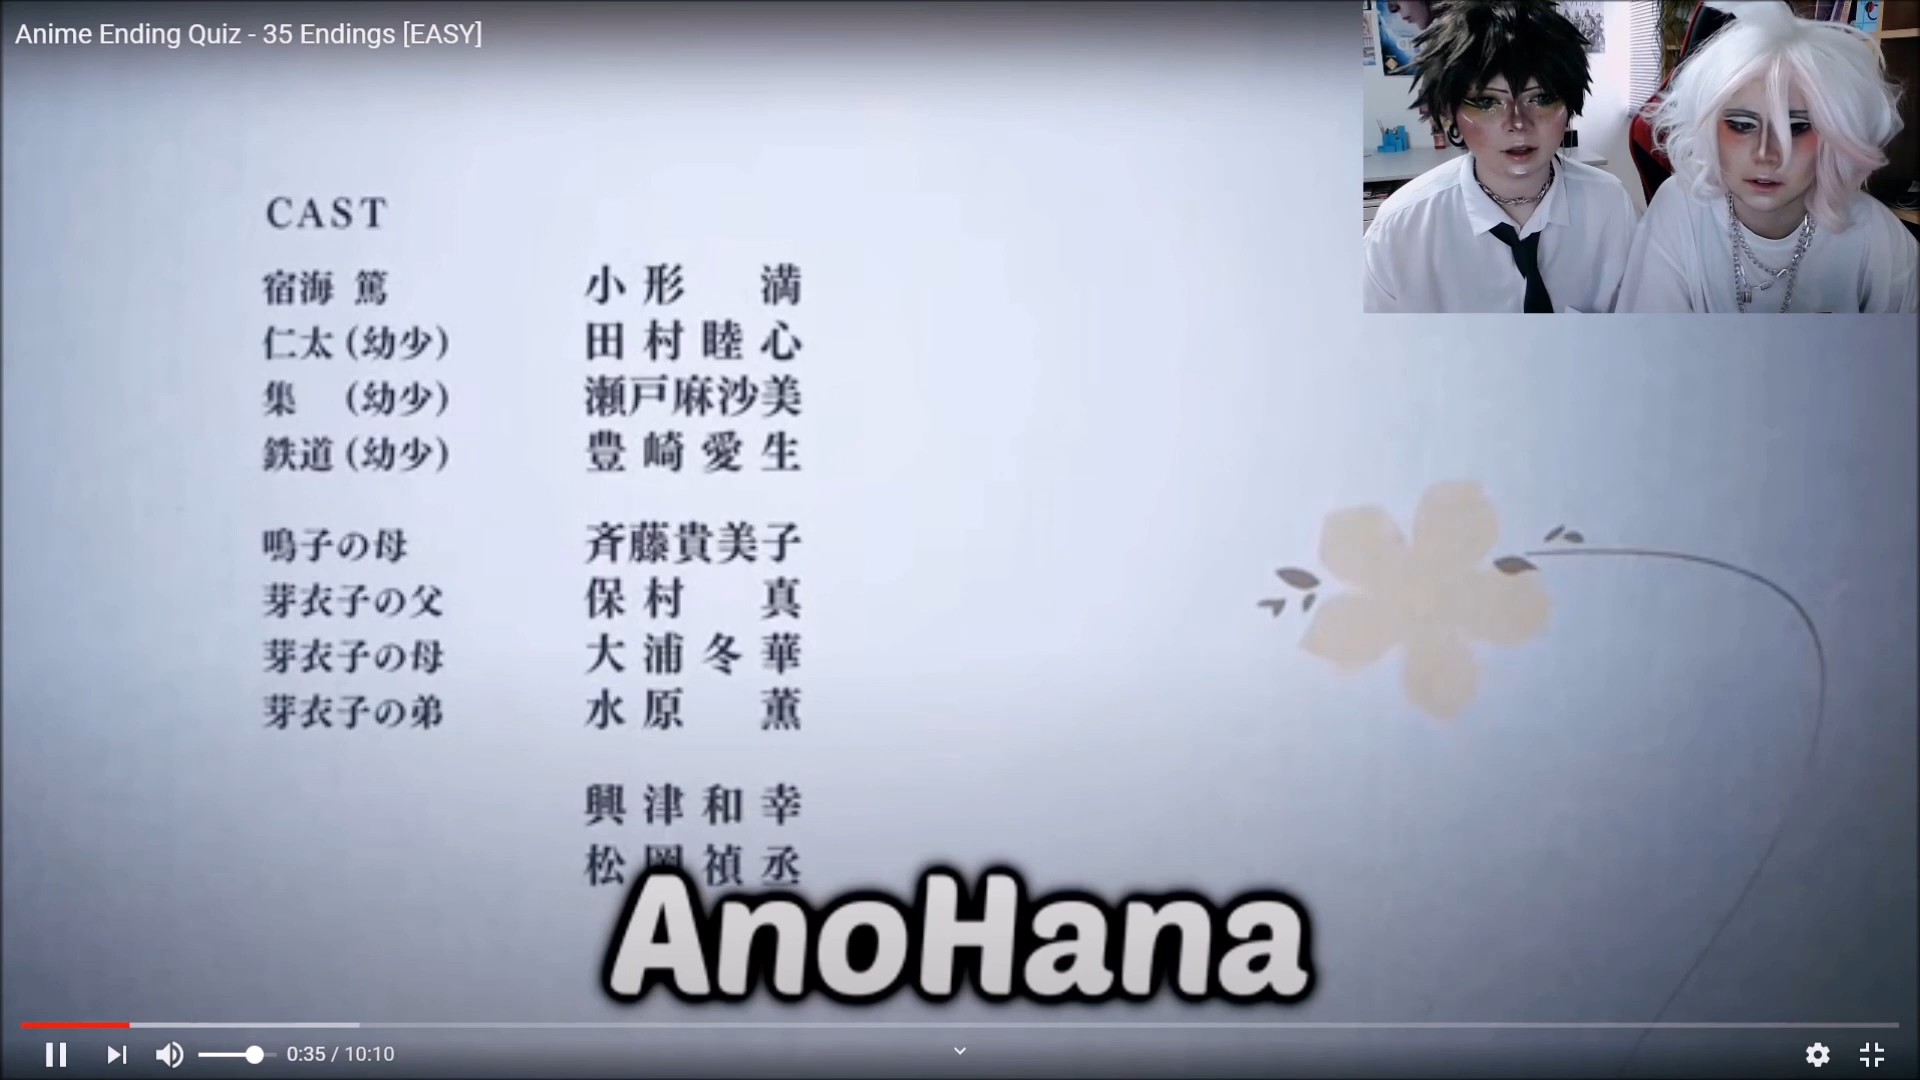 Anime Ending Quiz - 35 Endings [EASY]
CAST
宿海 篤 小形 満
仁太(幼少) 田村睦心
集 (幼少) 瀬戸麻沙美
鉄道(幼少) 豊崎愛生
鳴子の母 斉藤貴美子
芽衣子の父 保村 真
芽衣子の母 大浦冬華
芽衣子の弟 水原 薫
興津和幸
松岡禎丞
AnoHana
0:35 / 10:10